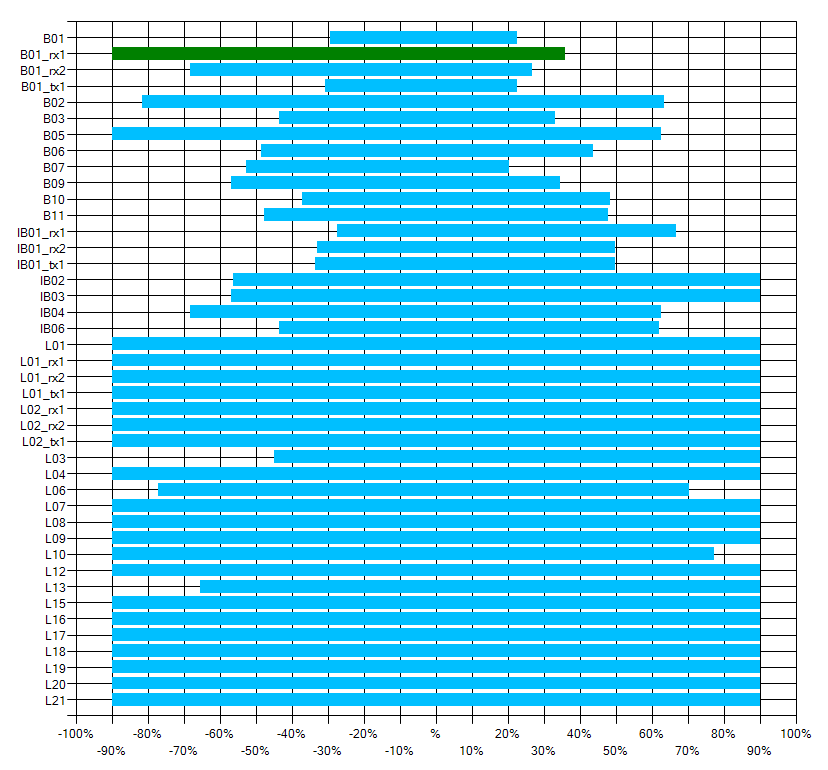 B01
B01_rx1
B01_rx2
B01_tx1
B02
B03
B05
B06
B07
B09
B10
B11
IB01_rx1
IB01_rx2
IB01_tx1
IB02
IB03
IB04
IB06
L01
L01_rx1
L01_rx2
L01_tx1
L02_rx1
L02_rx2
L02_tx1
L03
L04
L06
L07
L08
L09
L10
L12
L13
L15
L16
L17
L18
L19
L20
L21
-100% -80% -60% -40% -20% % 20% 40% 60% 80% 100%
-90% -70% -50% -30% -10% 10% 30% 50% 70% 90%